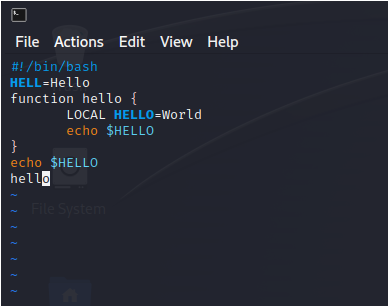 File Actions Edit View Help
#!/bin/bash
HELL=Hello
function hello {
       LOCAL HELLO=World
       echo $HELLO
}
echo $HELLO
hello
~
~
~
File System
~
~
~
~